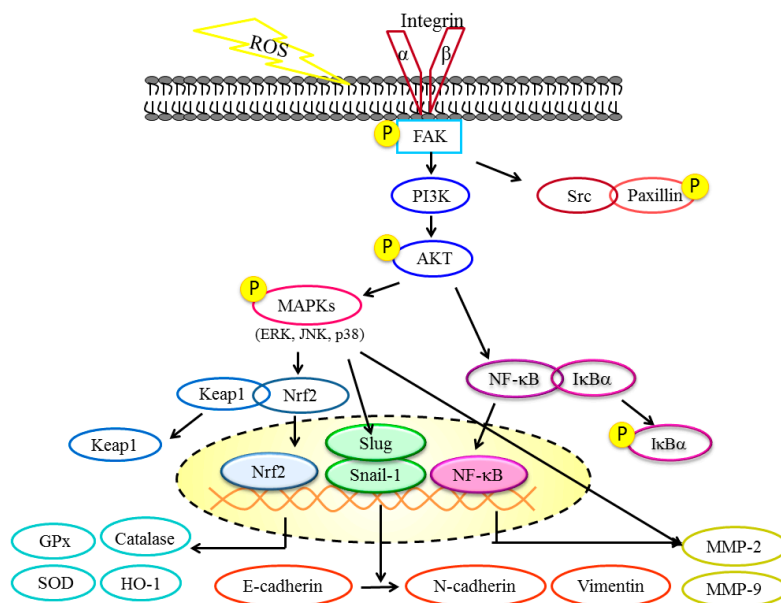 Integrin
ROS
α
β
P
FAK
PI3K
Src
Paxillin
P
P
AKT
P
MAPKs
(ERK, JNK, p38)
NF-κB
IκBα
Keap1
Nrf2
Keap1
P
IκBα
Slug
Nrf2
Snail-1
NF-κB
GPx
Catalase
MMP-2
SOD
HO-1
E-cadherin
N-cadherin
Vimentin
MMP-9